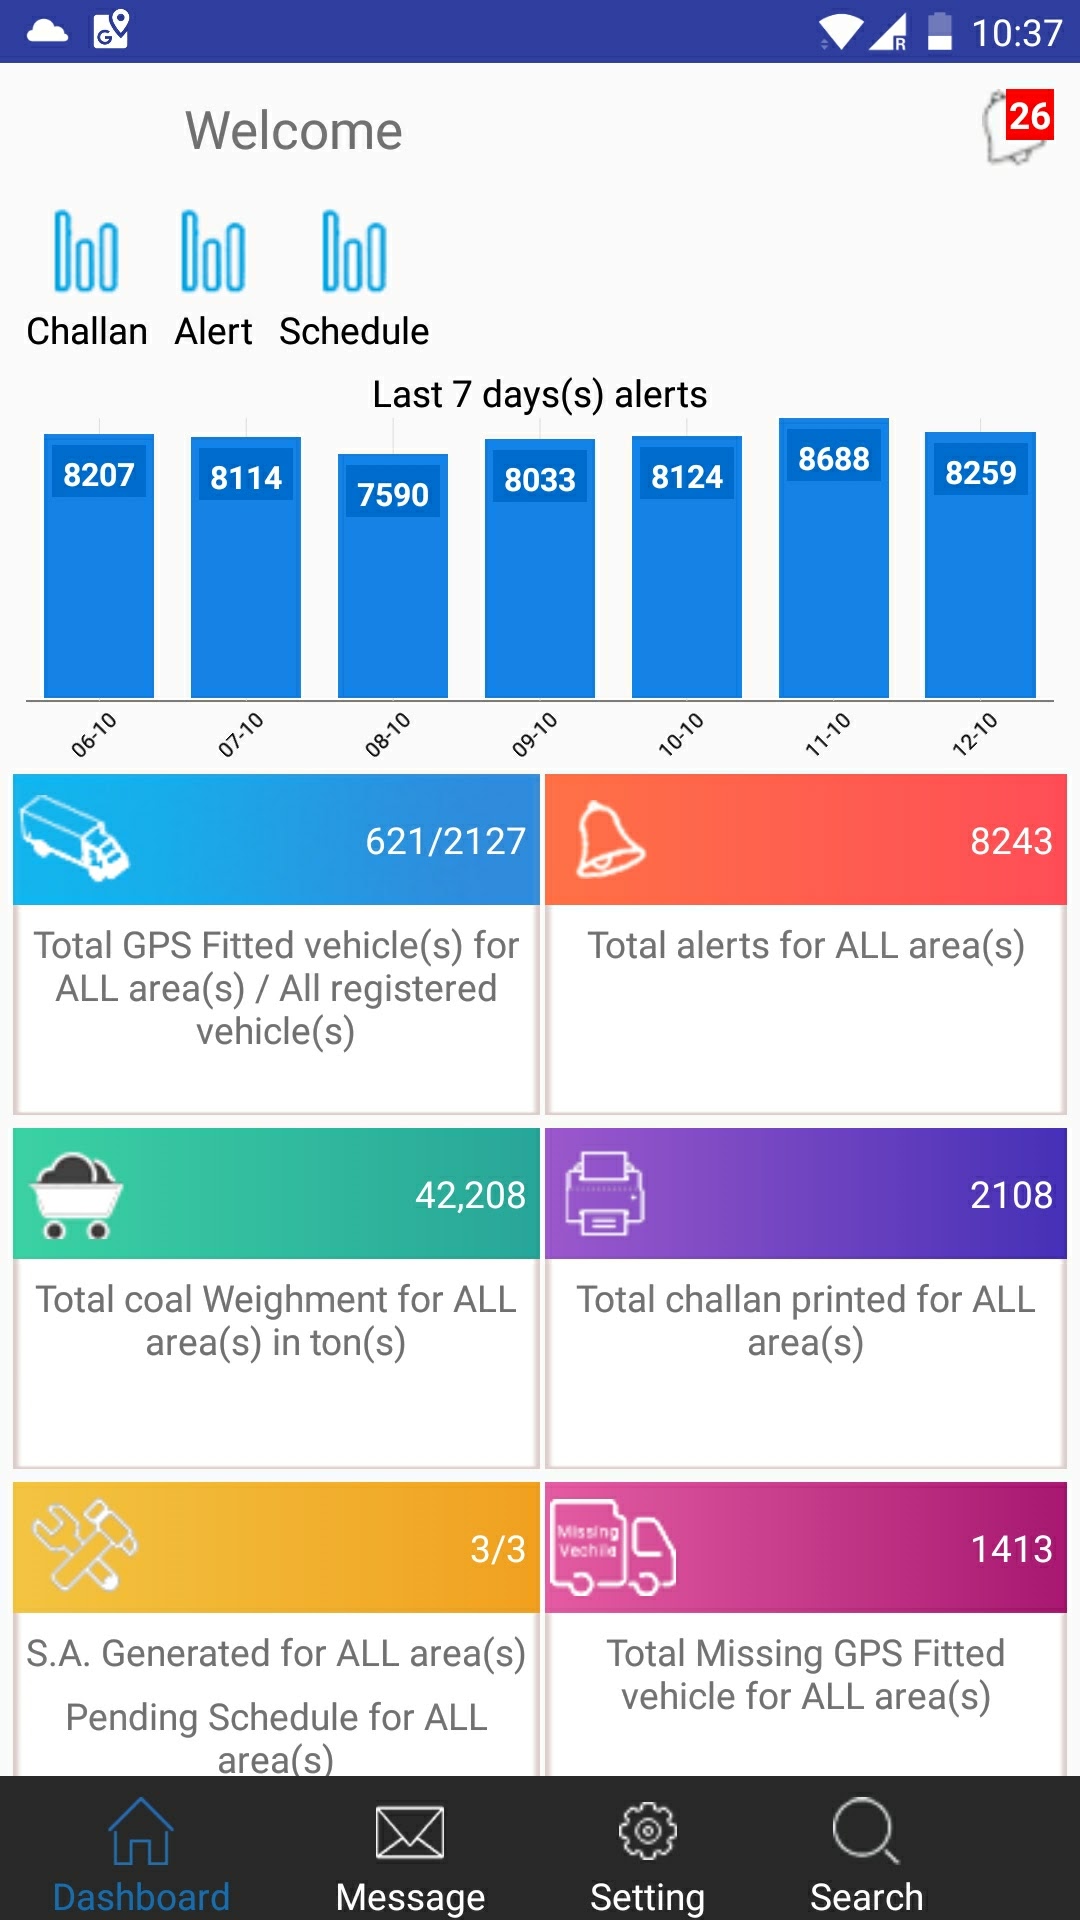 10:37
Welcome
26
Challan Alert Schedule
Last 7 days(s) alerts
8207 8114 7590 8033 8124 8688 8259
06-10 07-10 08-10 09-10 10-10 11-10 12-10
621/2127
Total GPS Fitted vehicle(s) for
ALL area(s) / All registered
vehicle(s)
8243
Total alerts for ALL area(s)
42,208
Total coal Weighment for ALL
area(s) in ton(s)
2108
Total challan printed for ALL
area(s)
3/3
S.A. Generated for ALL area(s)
Pending Schedule for ALL
area(s)
Missing
Vechile
1413
Total Missing GPS Fitted
vehicle for ALL area(s)
Dashboard Message Setting Search